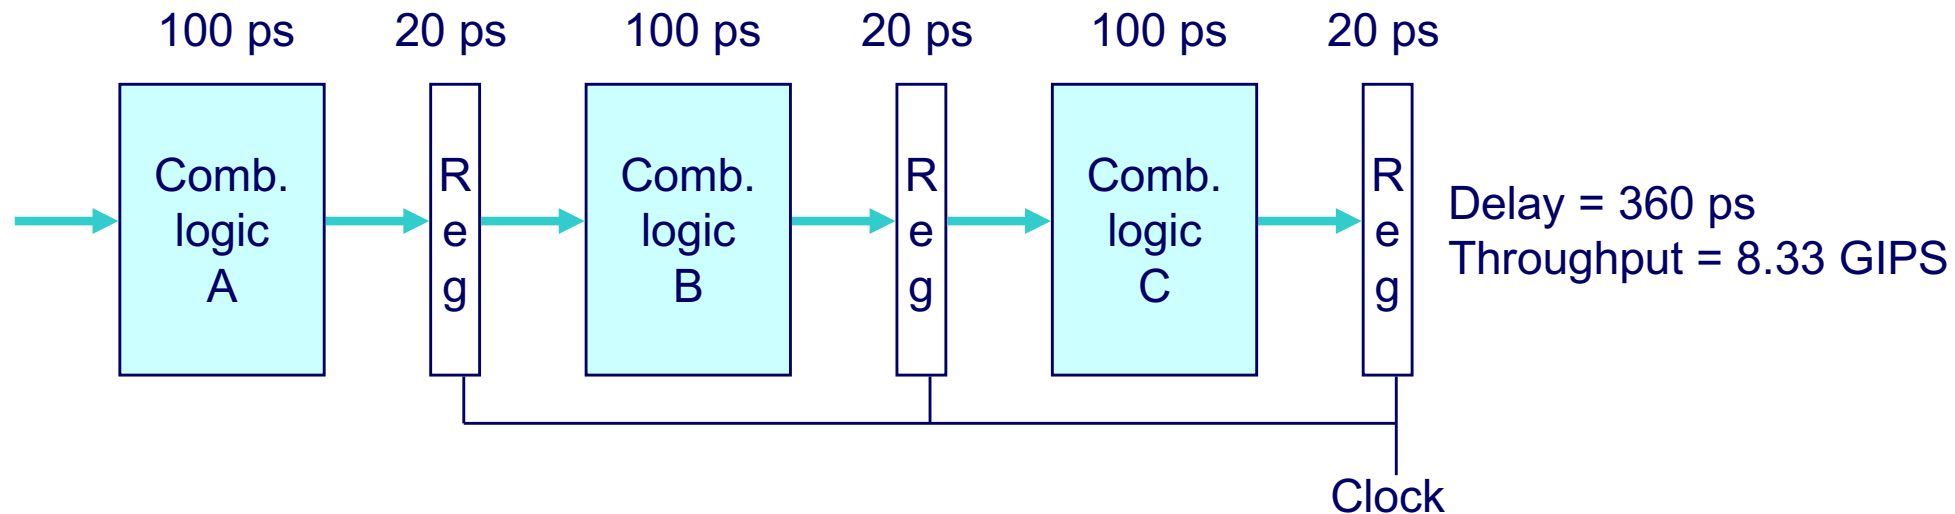 100 ps 20 ps 100 ps 20 ps 100 ps 20 ps
Comb.
logic
A
R
e
g
Comb.
logic
B
R
e
g
Comb.
logic
C
R
e
g
Delay = 360 ps
Throughput = 8.33 GIPS
Clock